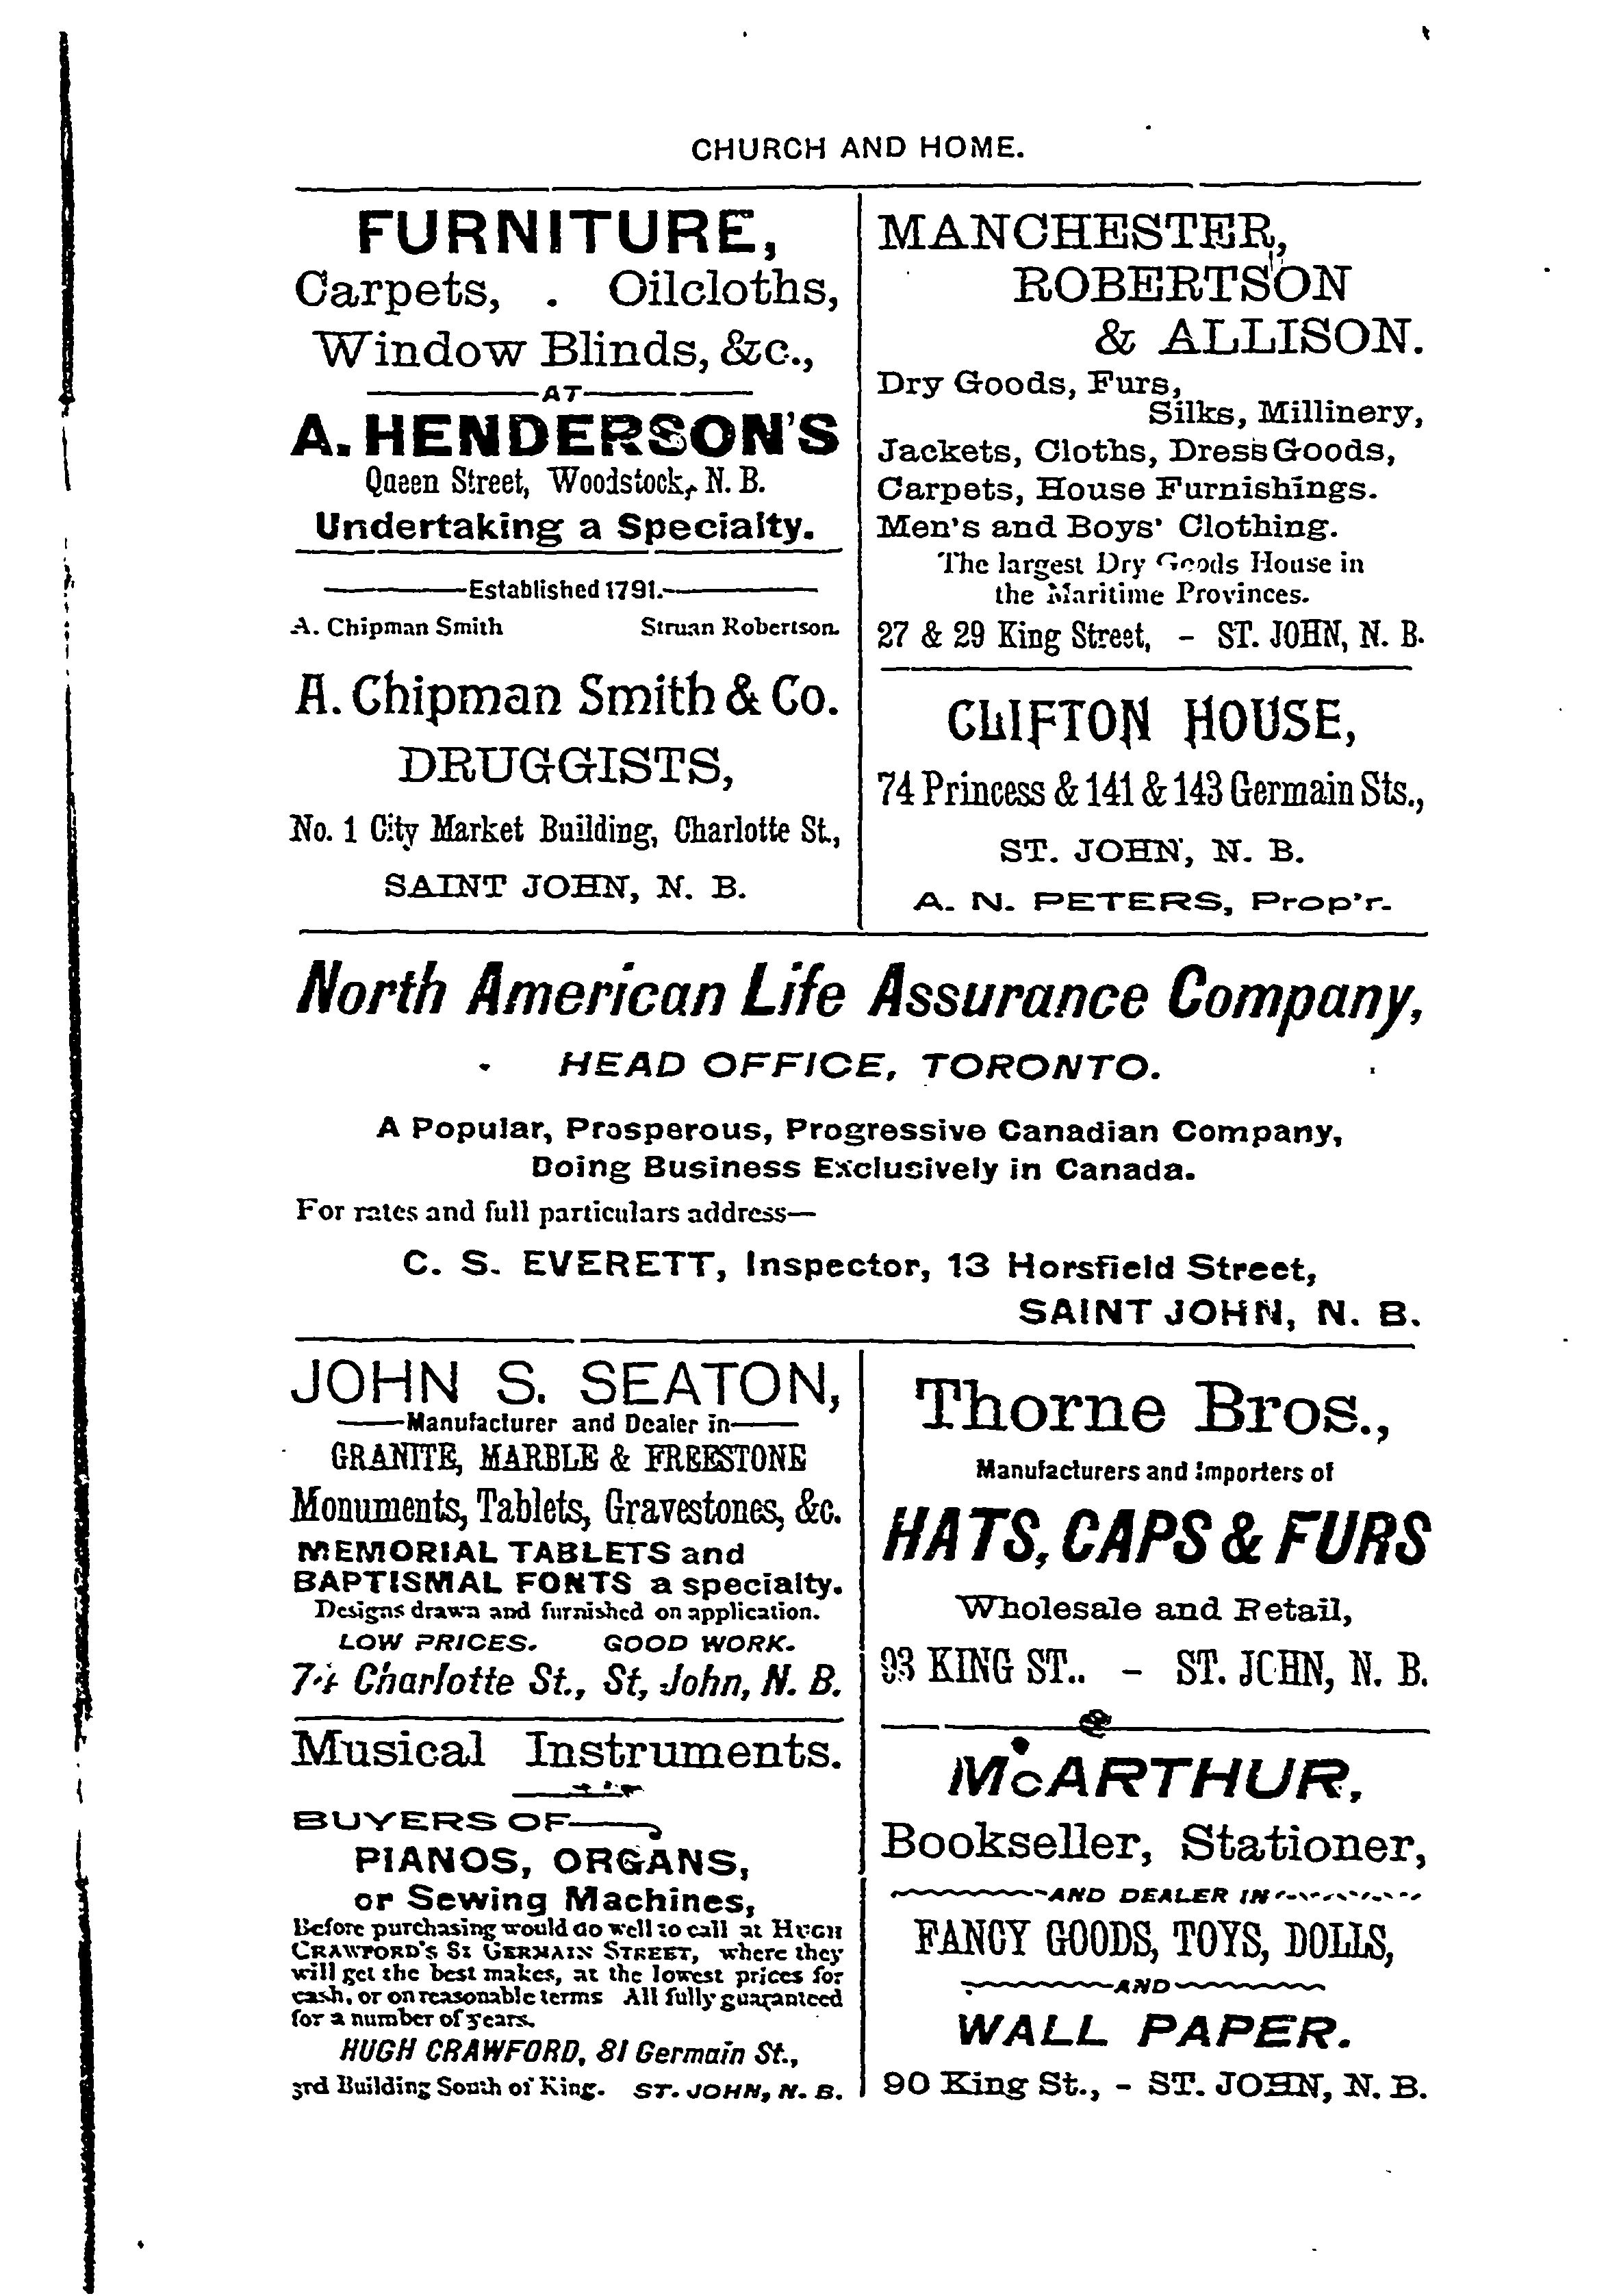 CHURCH AND HOME.
FURNITURE,
Carpets, . Oilcloths,
Window Blinds, &c.,
AT
A. HENDERSON'S
Queen Street, Woodstock, N. B.
Undertaking a Specialty.
Established 1791.
A. Chipman Smith Struan Robertson.
A. Chipman Smith & Co.
DRUGGISTS,
No. 1 City Market Building, Charlotte St.,
SAINT JOHN, N. B.
MANCHESTER,
ROBERTSON
& ALLISON.
Dry Goods, Furs,
Silks, Millinery,
Jackets, Cloths, Dress Goods,
Carpets, House Furnishings.
Men's and Boys' Clothing.
The largest Dry Goods House in
the Maritime Provinces.
27 & 29 King Street, - ST. JOHN, N. B.
CLIFTON HOUSE,
74 Princess & 141 & 143 Germain Sts.,
ST. JOHN, N. B.
A. N. PETERS, Prop'r.
North American Life Assurance Company,
HEAD OFFICE, TORONTO.
A Popular, Prosperous, Progressive Canadian Company,
Doing Business Exclusively in Canada.
For rates and full particulars address—
C. S. EVERETT, Inspector, 13 Horsfield Street,
SAINT JOHN, N. B.
JOHN S. SEATON,
Manufacturer and Dealer in
GRANITE, MARBLE & FREESTONE
Monuments, Tablets, Gravestones, &c.
MEMORIAL TABLETS and
BAPTISMAL FONTS a specialty.
Designs drawn and furnished on application.
LOW PRICES. GOOD WORK.
74 Charlotte St., St, John, N. B.
Musical Instruments.
BUYERS OF
PIANOS, ORGANS,
or Sewing Machines,
Before purchasing would do well to call at HUGH
CRAWFORD'S 81 GERMAIN STREET, where they
will get the best makes, at the lowest prices for
cash, or on reasonable terms All fully guaranteed
for a number of years.
HUGH CRAWFORD, 81 Germain St.,
3rd Building South of King. ST. JOHN, N. B.
Thorne Bros.,
Manufacturers and Importers of
HATS, CAPS & FURS
Wholesale and Retail,
93 KING ST.. - ST. JOHN, N. B.
McARTHUR,
Bookseller, Stationer,
AND DEALER IN
FANCY GOODS, TOYS, DOLLS,
AND
WALL PAPER.
90 King St., - ST. JOHN, N. B.